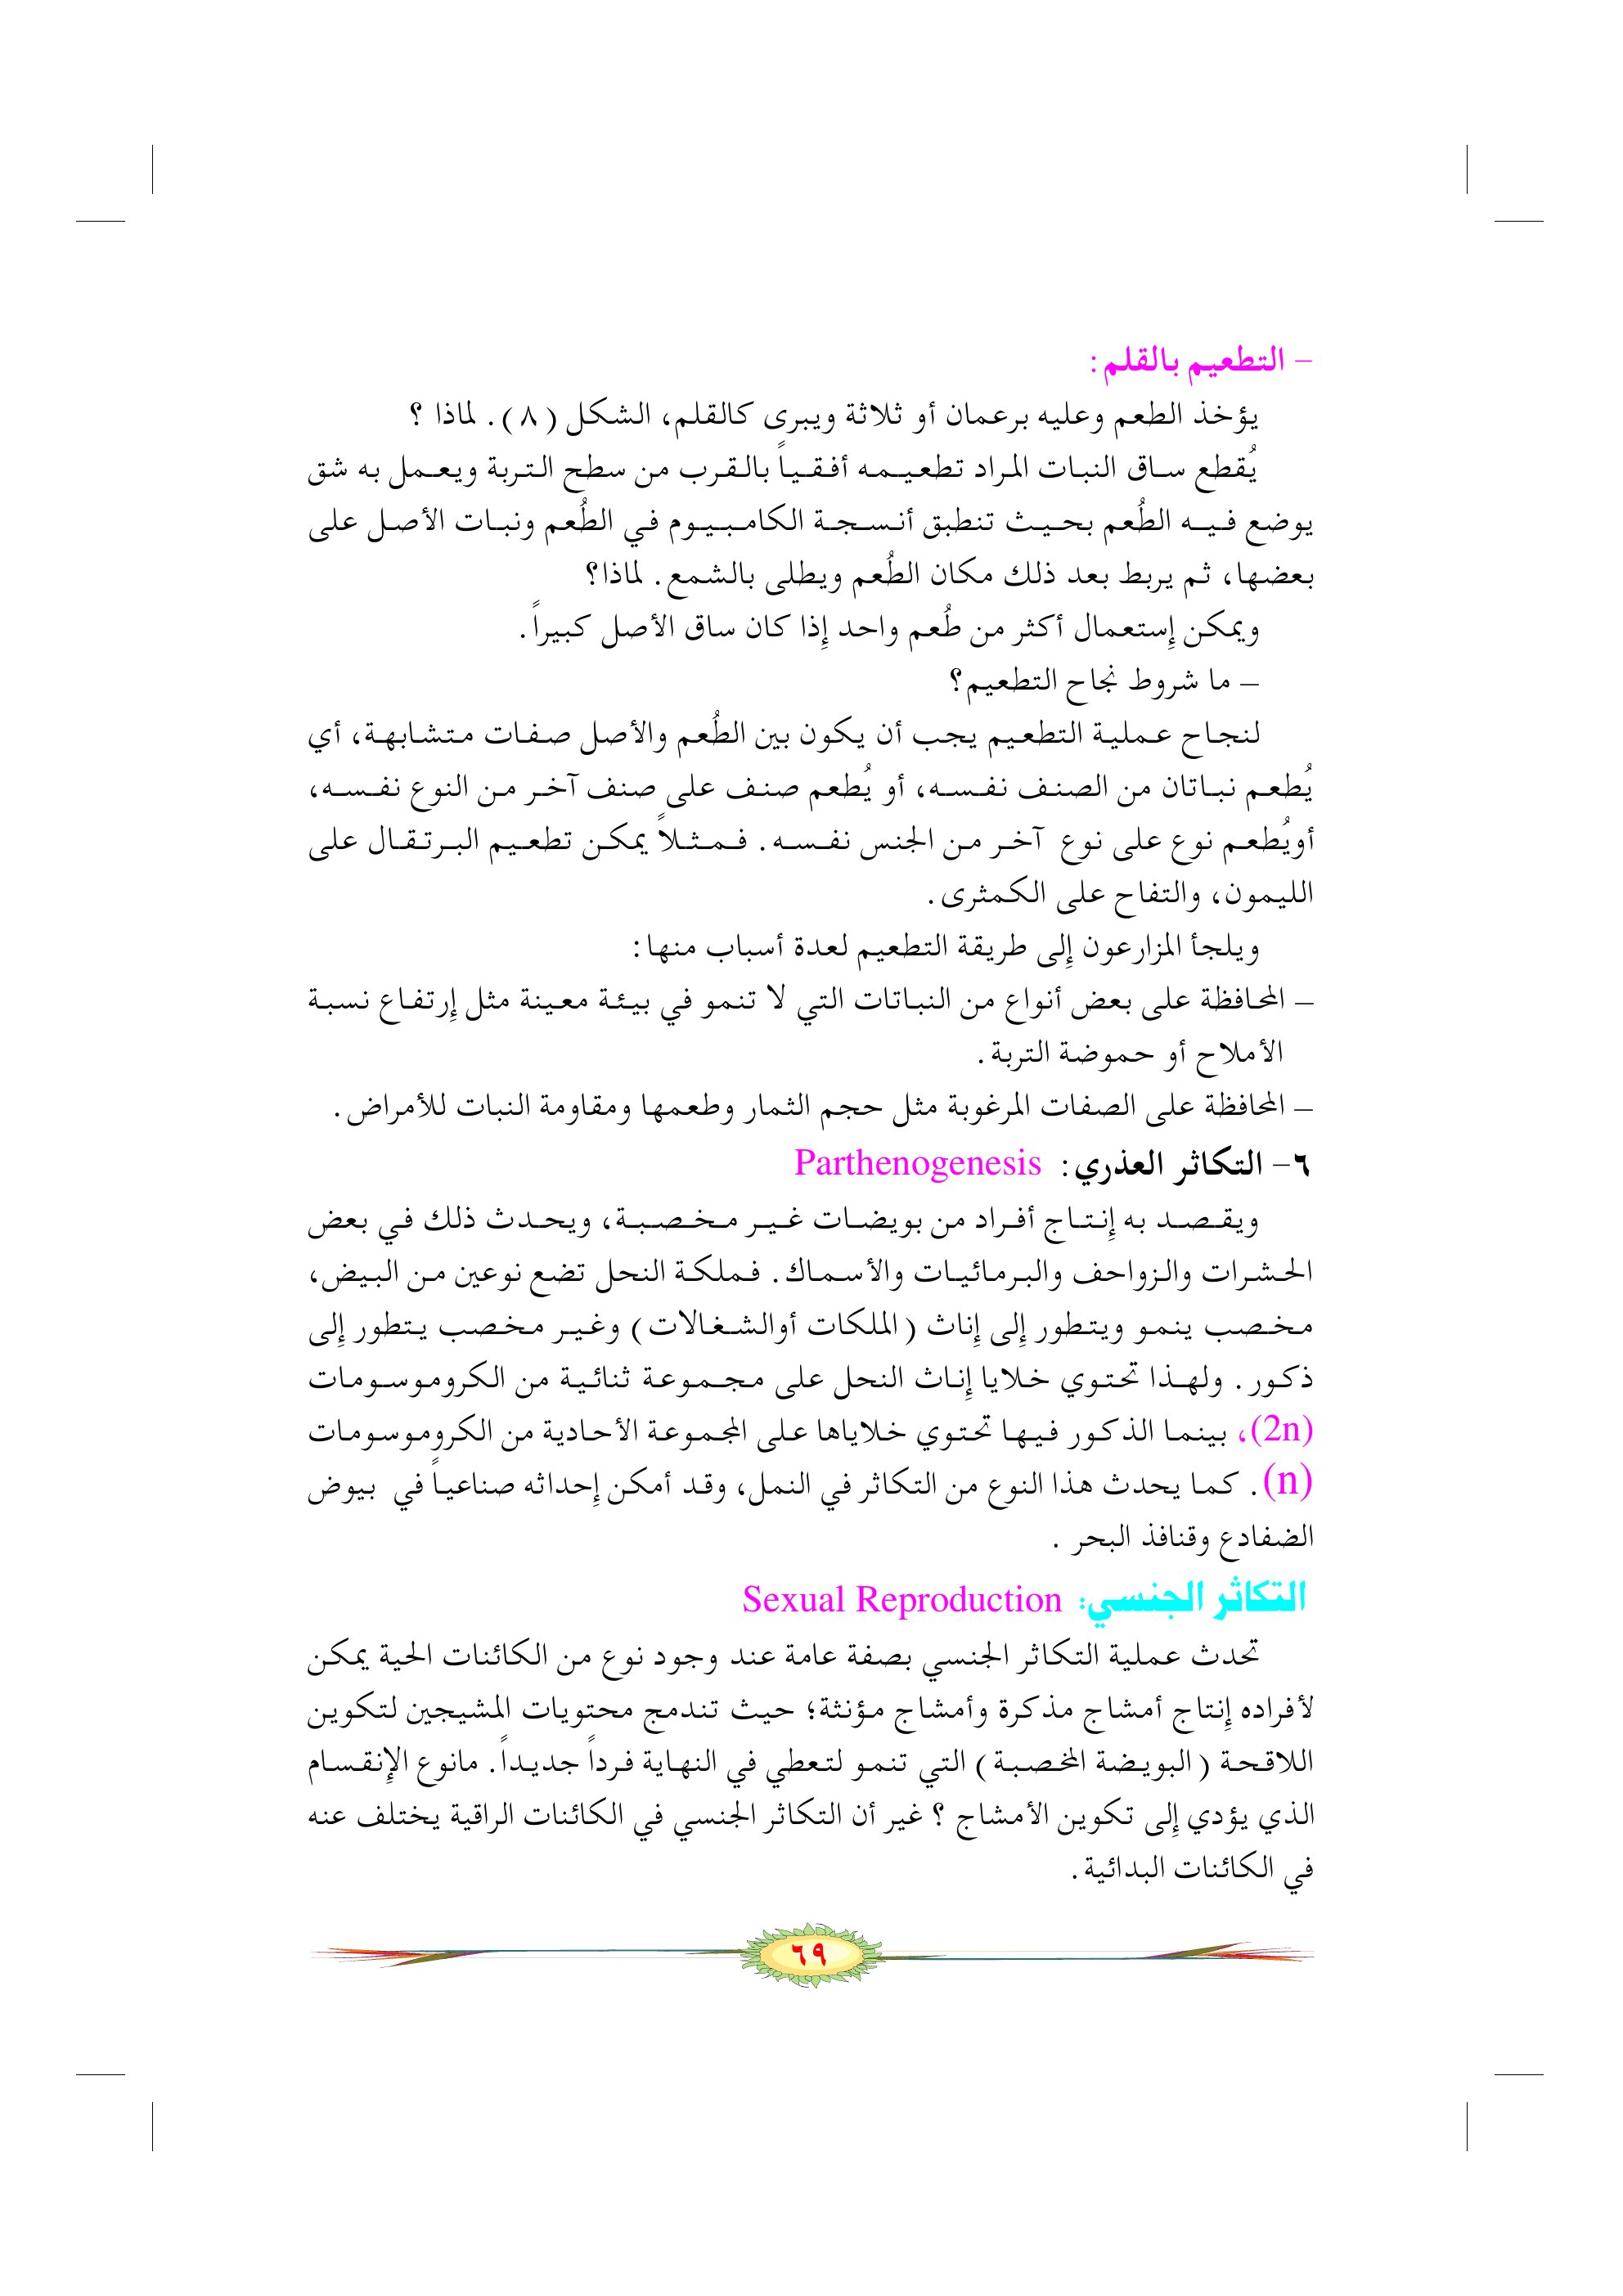 – التطعيم بالقلم:
يؤخذ الطعم وعليه برعمان أو ثلاثة ويبرى كالقلم، الشكل (٨). لماذا ؟
يُقطع ساق النبات المراد تطعيمه أفقياً بالقرب من سطح التربة ويعمل به شق
يوضع فيه الطُعم بحيث تنطبق أنسجة الكامبيوم في الطُعم ونبات الأصل على
بعضها، ثم يربط بعد ذلك مكان الطُعم ويطلى بالشمع. لماذا؟
ويمكن إستعمال أكثر من طُعم واحد إذا كان ساق الأصل كبيراً.
– ما شروط نجاح التطعيم؟
لنجاح عملية التطعيم يجب أن يكون بين الطُعم والأصل صفات متشابهة، أي
يُطعم نباتان من الصنف نفسه، أو يُطعم صنف على صنف آخر من النوع نفسه،
أويُطعم نوع على نوع آخر من الجنس نفسه. فمثلاً يمكن تطعيم البرتقال على
الليمون، والتفاح على الكمثرى.
ويلجأ المزارعون إلى طريقة التطعيم لعدة أسباب منها:
– المحافظة على بعض أنواع من النباتات التي لا تنمو في بيئة معينة مثل إرتفاع نسبة
الأملاح أو حموضة التربة.
– المحافظة على الصفات المرغوبة مثل حجم الثمار وطعمها ومقاومة النبات للأمراض.
٦– التكاثر العذري: Parthenogenesis
ويقصد به إنتاج أفراد من بويضات غير مخصبة، ويحدث ذلك في بعض
الحشرات والزواحف والبرمائيات والأسماك. فملكة النحل تضع نوعين من البيض،
مخصب ينمو ويتطور إلى إناث (الملكات أوالشغالات) وغير مخصب يتطور إلى
ذكور. ولهذا تحتوي خلايا إناث النحل على مجموعة ثنائية من الكروموسومات
(2n)، بينما الذكور فيها تحتوي خلاياها على المجموعة الأحادية من الكروموسومات
(n). كما يحدث هذا النوع من التكاثر في النمل، وقد أمكن إحداثه صناعياً في بيوض
الضفادع وقنافذ البحر .
التكاثر الجنسي: Sexual Reproduction
تحدث عملية التكاثر الجنسي بصفة عامة عند وجود نوع من الكائنات الحية يمكن
لأفراده إنتاج أمشاج مذكرة وأمشاج مؤنثة؛ حيث تندمج محتويات المشيجين لتكوين
اللاقحة (البويضة المخصبة) التي تنمو لتعطي في النهاية فرداً جديداً. مانوع الإنقسام
الذي يؤدي إلى تكوين الأمشاج ؟ غير أن التكاثر الجنسي في الكائنات الراقية يختلف عنه
في الكائنات البدائية.
٦٩